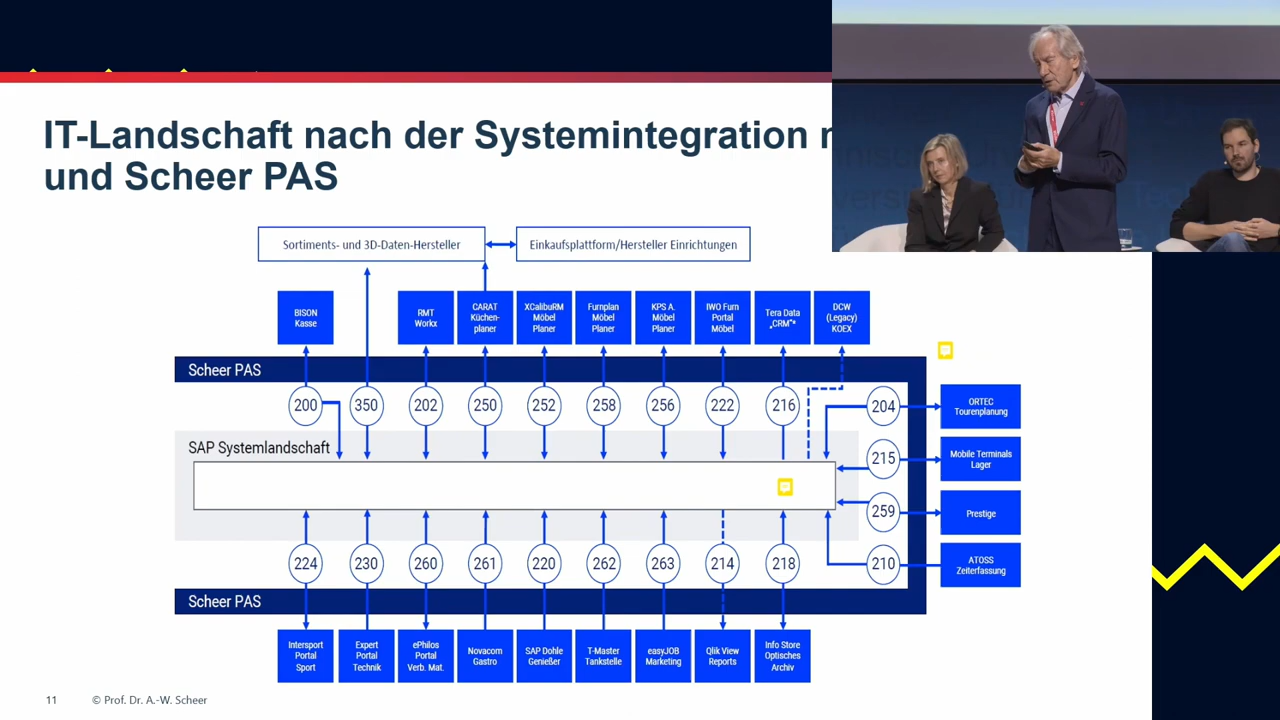 IT-Landschaft nach der Systemintegration
und Scheer PAS
Sortiments- und 3D-Daten-Hersteller
Einkaufsplattform/Hersteller Einrichtungen
BISON
Kasse
RMT
Workx
CARAT
Küchen-
planer
XCalibuRM
Möbel
Planer
Furnplan
Möbel
Planer
KPS A.
Möbel
Planer
IWO Furn
Portal
Möbel
Tera Data
„CRM“*
DCW
(Legacy)
KOEX
Scheer PAS
200
350
202
250
252
258
256
222
216
204
ORTEC
Tourenplanung
SAP Systemlandschaft
215
Mobile Terminals
Lager
259
Prestige
224
230
260
261
220
262
263
214
218
210
ATOSS
Zeiterfassung
Scheer PAS
Intersport
Portal
Sport
Expert
Portal
Technik
ePhilos
Portal
Verb. Mat.
Novacom
Gastro
SAP Dohle
Genießer
T-Master
Tankstelle
easyJOB
Marketing
Qlik View
Reports
Info Store
Optisches
Archiv
11
© Prof. Dr. A.-W. Scheer